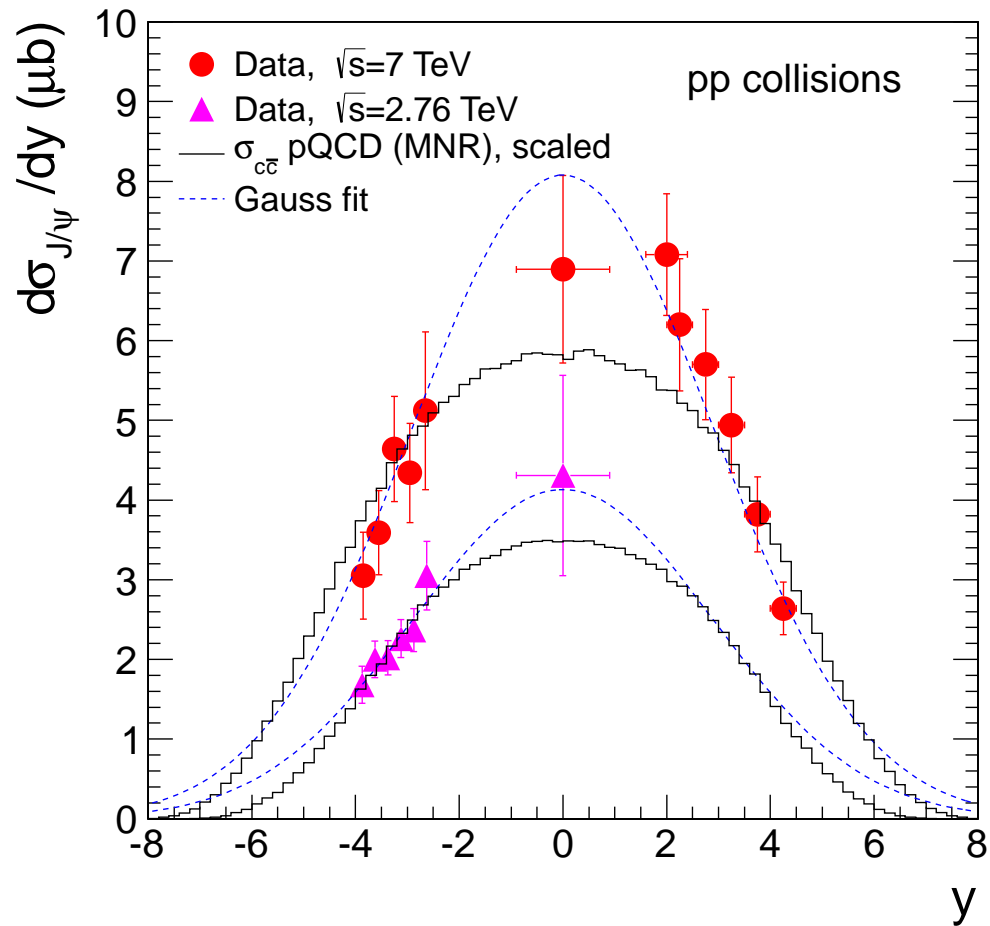 dσJ/ψ /dy (μb)
10
9
8
7
6
5
4
3
2
1
0
Data, √s=7 TeV
Data, √s=2.76 TeV
σcc̅ pQCD (MNR), scaled
Gauss fit
pp collisions
-8 -6 -4 -2 0 2 4 6 8
y